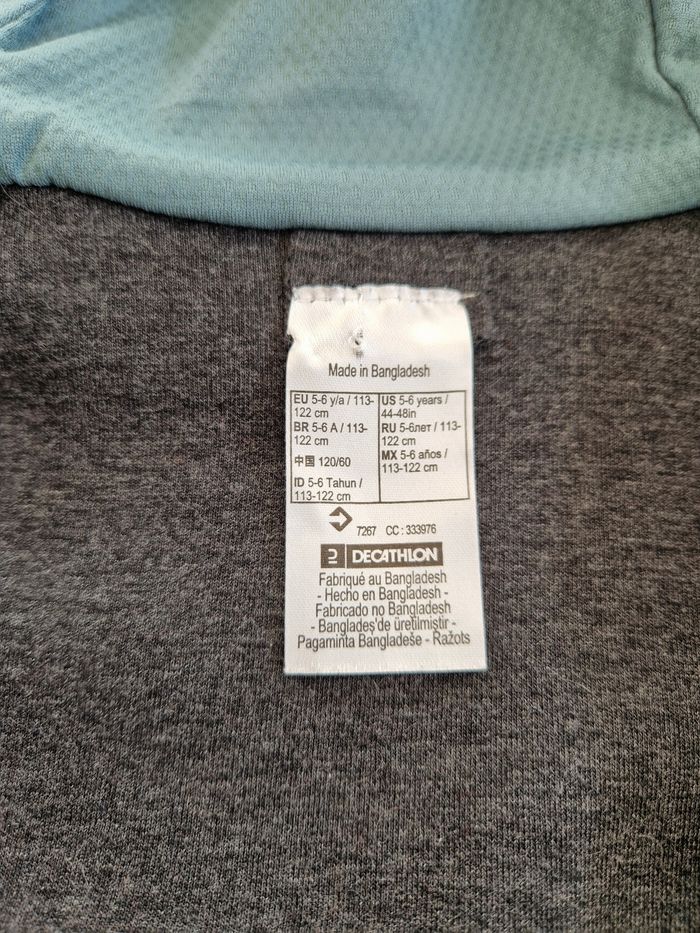 Made in Bangladesh
EU 5-6 y/a / 113-
122 cm
BR 5-6 A / 113-
122 cm
中国 120/60
ID 5-6 Tahun /
113-122 cm
US 5-6 years /
44-48in
RU 5-6лет / 113-
122 cm
MX 5-6 años /
113-122 cm
7267 CC : 333976
DECATHLON
Fabriqué au Bangladesh
- Hecho en Bangladesh -
Fabricado no Bangladesh
- Bangladeş'de üretilmiştir -
Pagaminta Bangladeše - Ražots